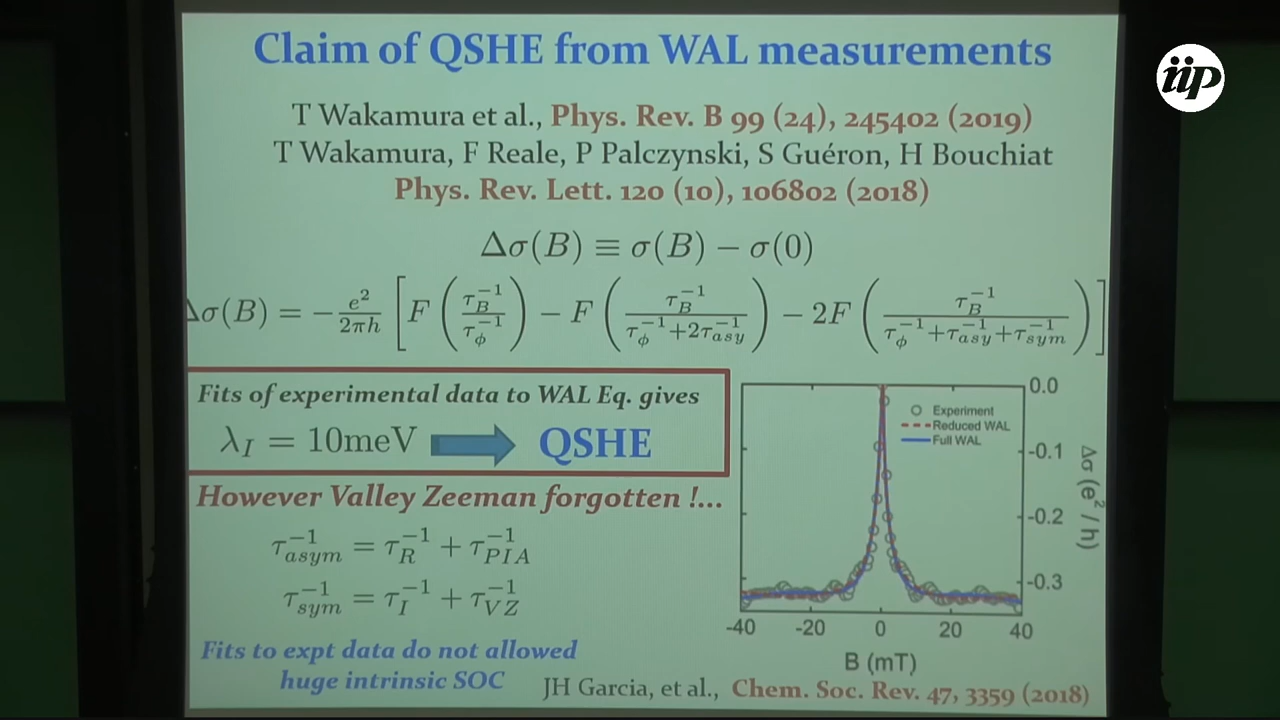 Claim of QSHE from WAL measurements
iip
T Wakamura et al., Phys. Rev. B 99 (24), 245402 (2019)
T Wakamura, F Reale, P Palczynski, S Guéron, H Bouchiat
Phys. Rev. Lett. 120 (10), 106802 (2018)
Δσ(B) ≡ σ(B) − σ(0)
Δσ(B) = −e²/2πh [F(τ_B^−1/τ_ϕ^−1) − F(τ_B^−1/τ_ϕ^−1+2τ_asy^−1) − 2F(τ_B^−1/τ_ϕ^−1+τ_asy^−1+τ_sym^−1)]
Fits of experimental data to WAL Eq. gives
λ_I = 10meV QSHE
However Valley Zeeman forgotten !...
τ_asym^−1 = τ_R^−1 + τ_PIA^−1
τ_sym^−1 = τ_I^−1 + τ_VZ^−1
Fits to expt data do not allowed
huge intrinsic SOC
Experiment
Reduced WAL
Full WAL
0.0
-0.1
-0.2
-0.3
Δσ (e² / h)
-40 -20 0 20 40
B (mT)
JH Garcia, et al., Chem. Soc. Rev. 47, 3359 (2018)